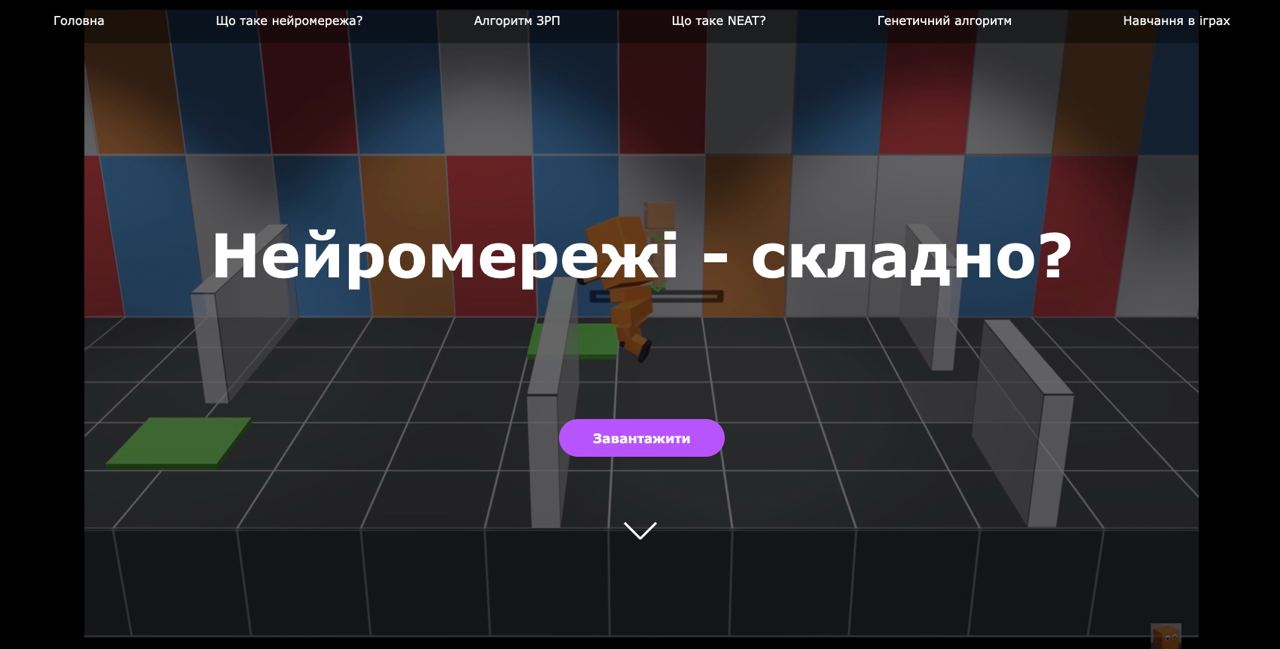 Головна
Що таке нейромережа?
Алгоритм ЗРП
Що таке NEAT?
Генетичний алгоритм
Навчання в іграх
Нейромережі - складно?
Завантажити